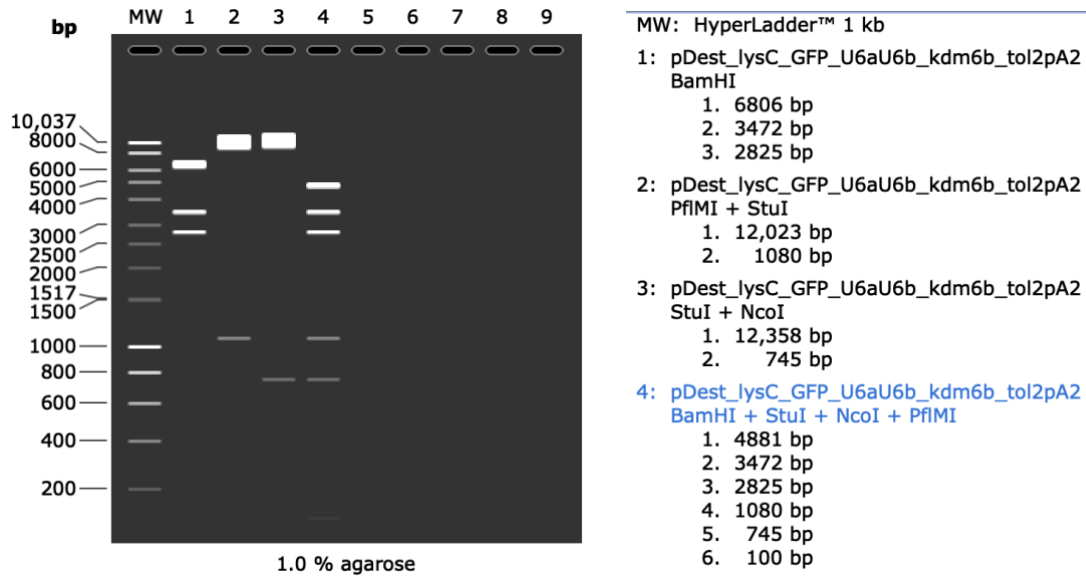 bp
MW 1 2 3 4 5 6 7 8 9
10,037
8000
6000
5000
4000
3000
2500
2000
1517
1500
1000
800
600
400
200
1.0 % agarose
MW: HyperLadder™ 1 kb
1: pDest_lysC_GFP_U6aU6b_kdm6b_tol2pA2
BamHI
1. 6806 bp
2. 3472 bp
3. 2825 bp
2: pDest_lysC_GFP_U6aU6b_kdm6b_tol2pA2
PflMI + StuI
1. 12,023 bp
2. 1080 bp
3: pDest_lysC_GFP_U6aU6b_kdm6b_tol2pA2
StuI + NcoI
1. 12,358 bp
2. 745 bp
4: pDest_lysC_GFP_U6aU6b_kdm6b_tol2pA2
BamHI + StuI + NcoI + PflMI
1. 4881 bp
2. 3472 bp
3. 2825 bp
4. 1080 bp
5. 745 bp
6. 100 bp